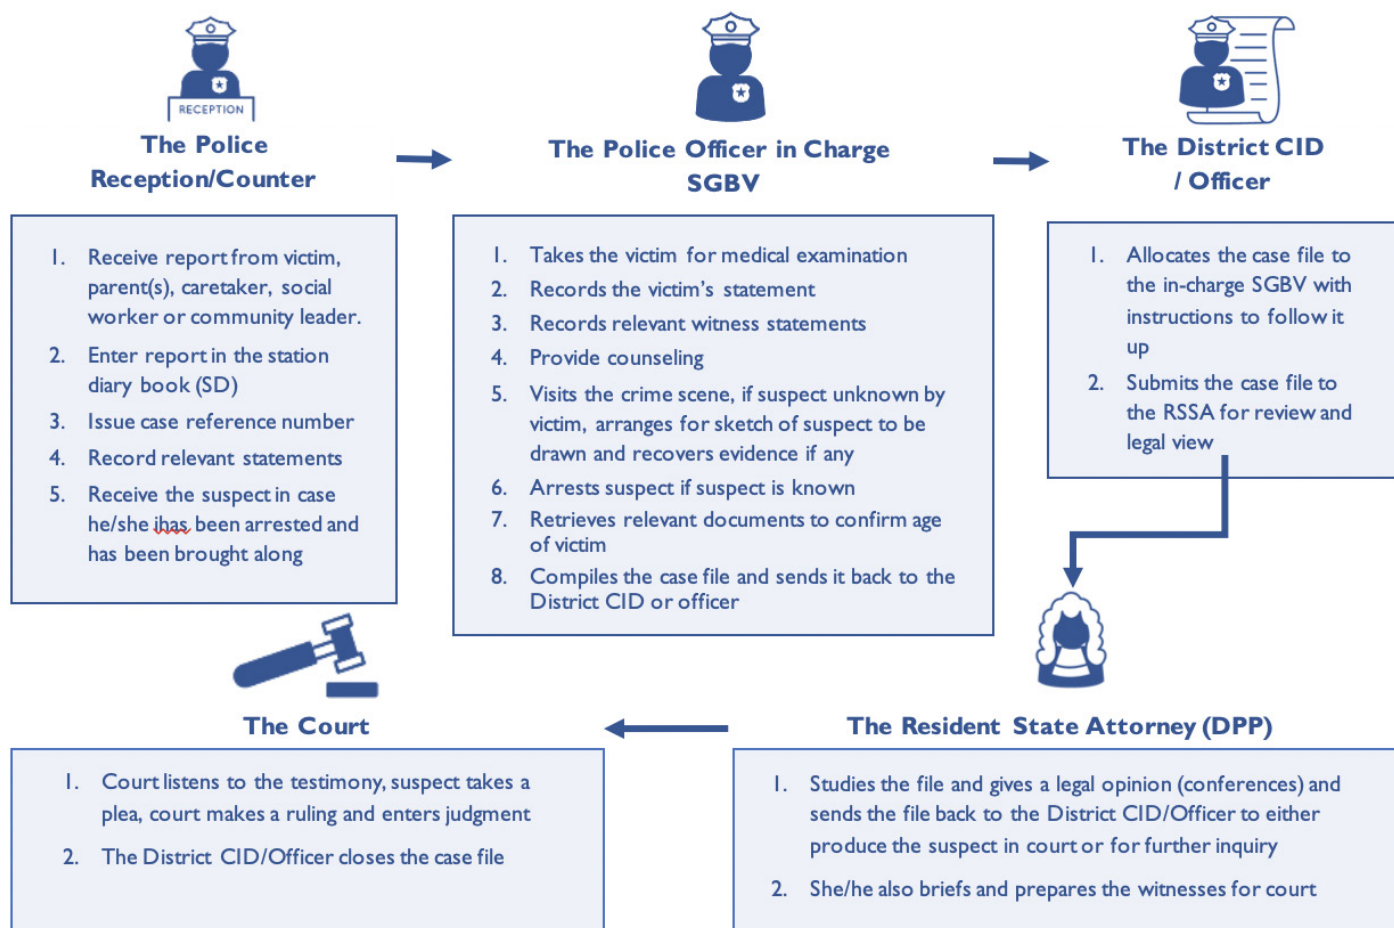 RECEPTION
The Police
Reception/Counter
1. Receive report from victim,
parent(s), caretaker, social
worker or community leader.
2. Enter report in the station
diary book (SD)
3. Issue case reference number
4. Record relevant statements
5. Receive the suspect in case
he/she ihas been arrested and
has been brought along
The Police Officer in Charge
SGBV
1. Takes the victim for medical examination
2. Records the victim's statement
3. Records relevant witness statements
4. Provide counseling
5. Visits the crime scene, if suspect unknown by
victim, arranges for sketch of suspect to be
drawn and recovers evidence if any
6. Arrests suspect if suspect is known
7. Retrieves relevant documents to confirm age
of victim
8. Compiles the case file and sends it back to the
District CID or officer
The District CID
/ Officer
1. Allocates the case file to
the in-charge SGBV with
instructions to follow it
up
2. Submits the case file to
the RSSA for review and
legal view
The Resident State Attorney (DPP)
1. Studies the file and gives a legal opinion (conferences) and
sends the file back to the District CID/Officer to either
produce the suspect in court or for further inquiry
2. She/he also briefs and prepares the witnesses for court
The Court
1. Court listens to the testimony, suspect takes a
plea, court makes a ruling and enters judgment
2. The District CID/Officer closes the case file